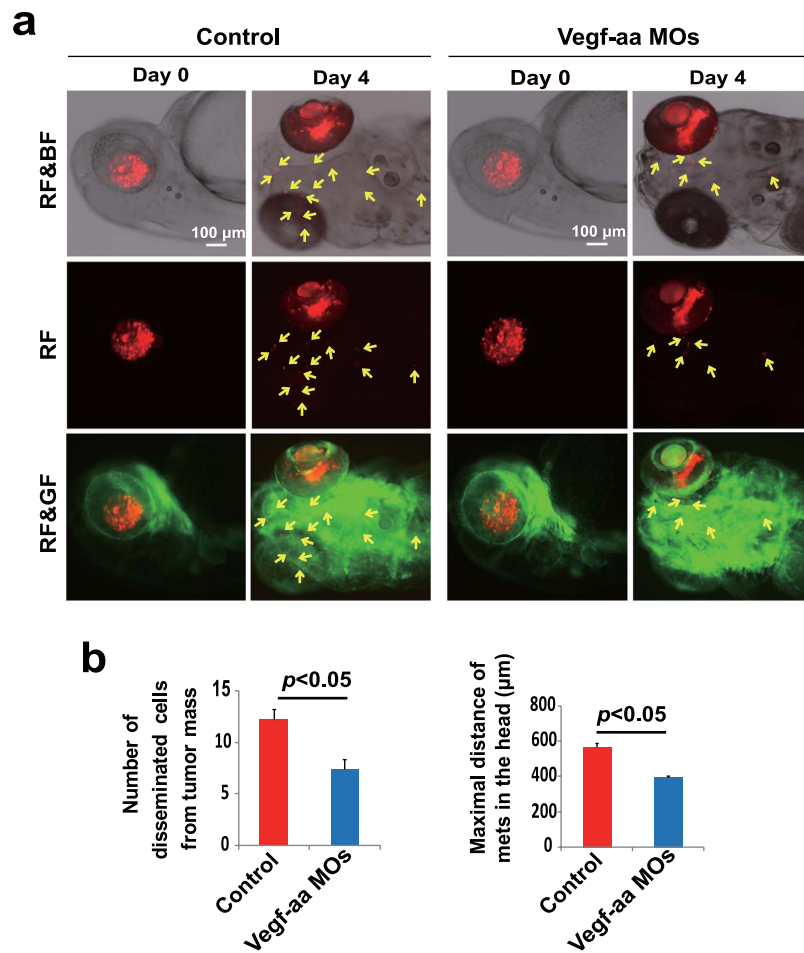 a
Control
Vegf-aa MOs
Day 0
Day 4
Day 0
Day 4
RF&BF
100 µm
100 µm
RF
RF&GF
b
Number of
disseminated cells
from tumor mass
15
10
5
0
p<0.05
Control
Vegf-aa MOs
Maximal distance of
mets in the head (µm)
800
600
400
200
0
p<0.05
Control
Vegf-aa MOs